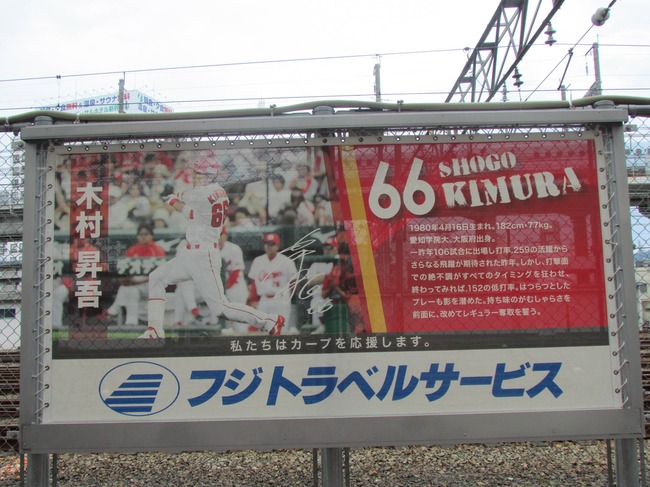 木村 昇吾
66
SHOGO
KIMURA
1980年4月16日生まれ。182cm・77kg。
愛知学院大、大阪府出身。
一昨年106試合に出場し打率.259の活躍から
さらなる飛躍が期待された昨年。しかし、打撃面
での絶不調がすべてのタイミングを狂わせ、
終わってみれば.152の低打率。はつらつとした
プレーも影を潜めた。持ち味のがむしゃらさを
前面に、改めてレギュラー奪取を誓う。
私たちはカープを応援します。
フジトラベルサービス